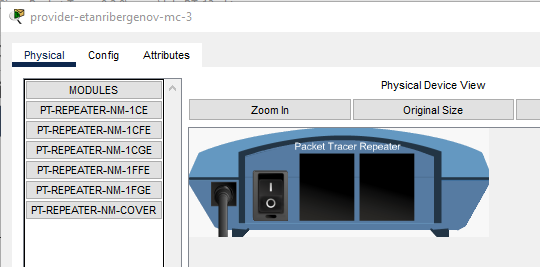 provider-etanribergenov-mc-3
Physical Config Attributes
MODULES
PT-REPEATER-NM-1CE
PT-REPEATER-NM-1CFE
PT-REPEATER-NM-1CGE
PT-REPEATER-NM-1FFE
PT-REPEATER-NM-1FGE
PT-REPEATER-NM-COVER
Physical Device View
Zoom In Original Size
Packet Tracer Repeater